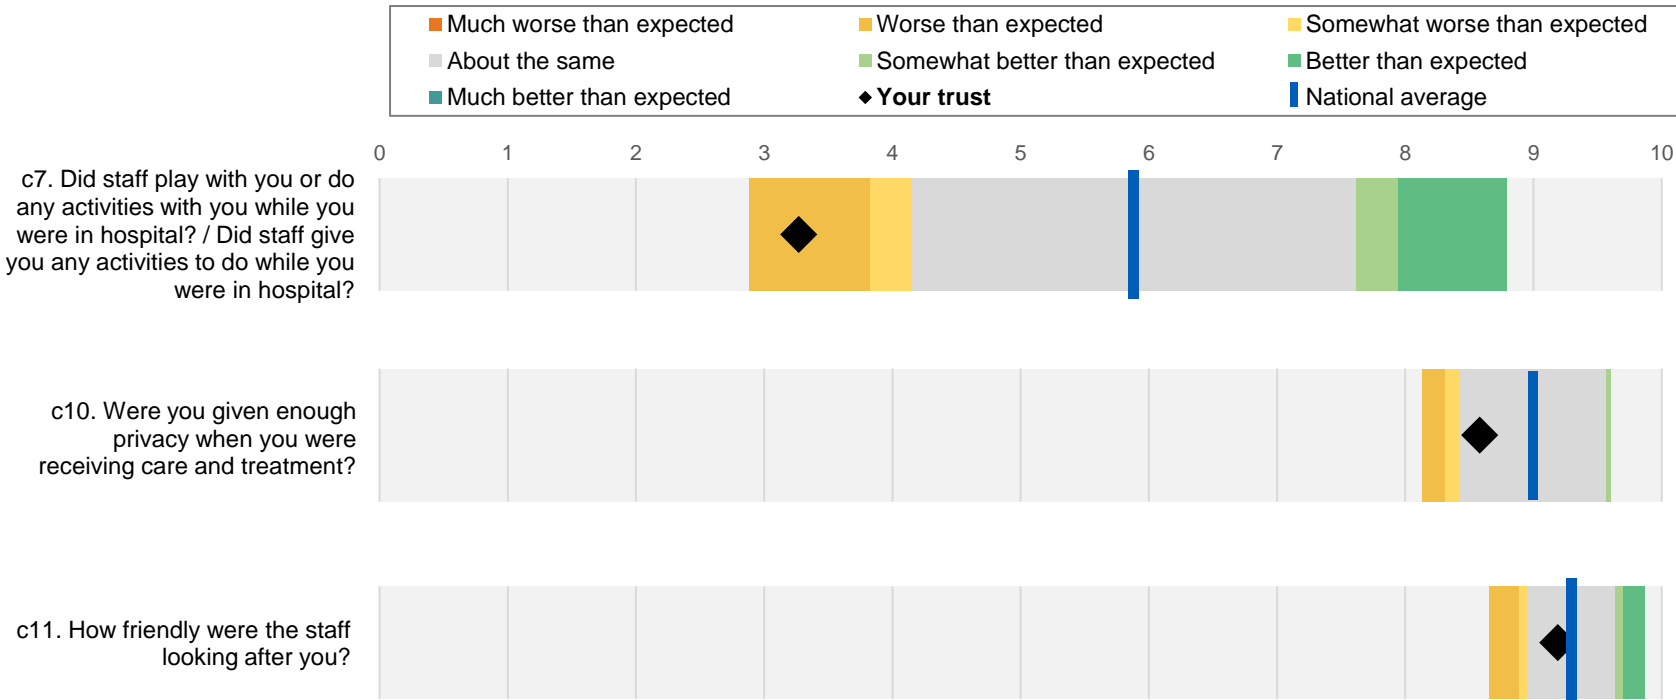 Much worse than expected
Worse than expected
Somewhat worse than expected
About the same
Somewhat better than expected
Better than expected
Much better than expected
Your trust
National average
0 1 2 3 4 5 6 7 8 9 10
c7. Did staff play with you or do
any activities with you while you
were in hospital? / Did staff give
you any activities to do while you
were in hospital?
c10. Were you given enough
privacy when you were
receiving care and treatment?
c11. How friendly were the staff
looking after you?